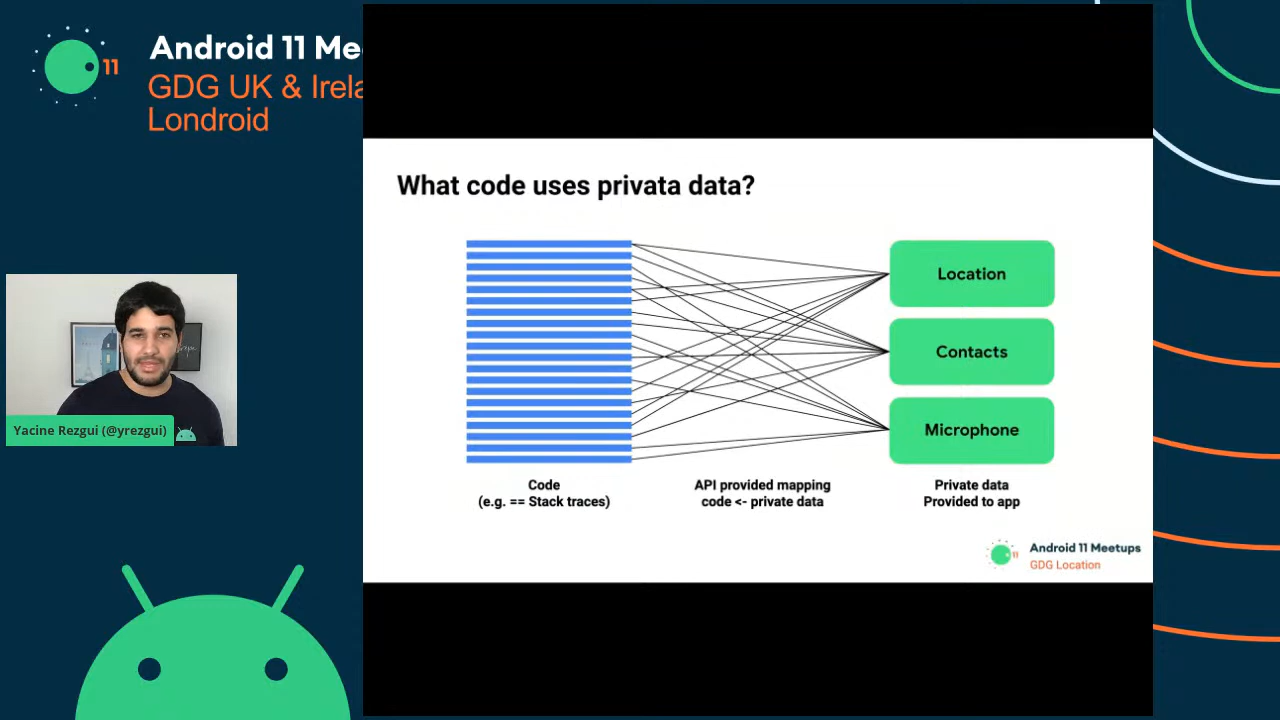 Android 11 Me
GDG UK & Irela
Londroid
11
What code uses privata data?
Location
Contacts
Microphone
Code
(e.g. == Stack traces)
API provided mapping
code <- private data
Private data
Provided to app
Yacine Rezgui (@yrezgui)
11
Android 11 Meetups
GDG Location